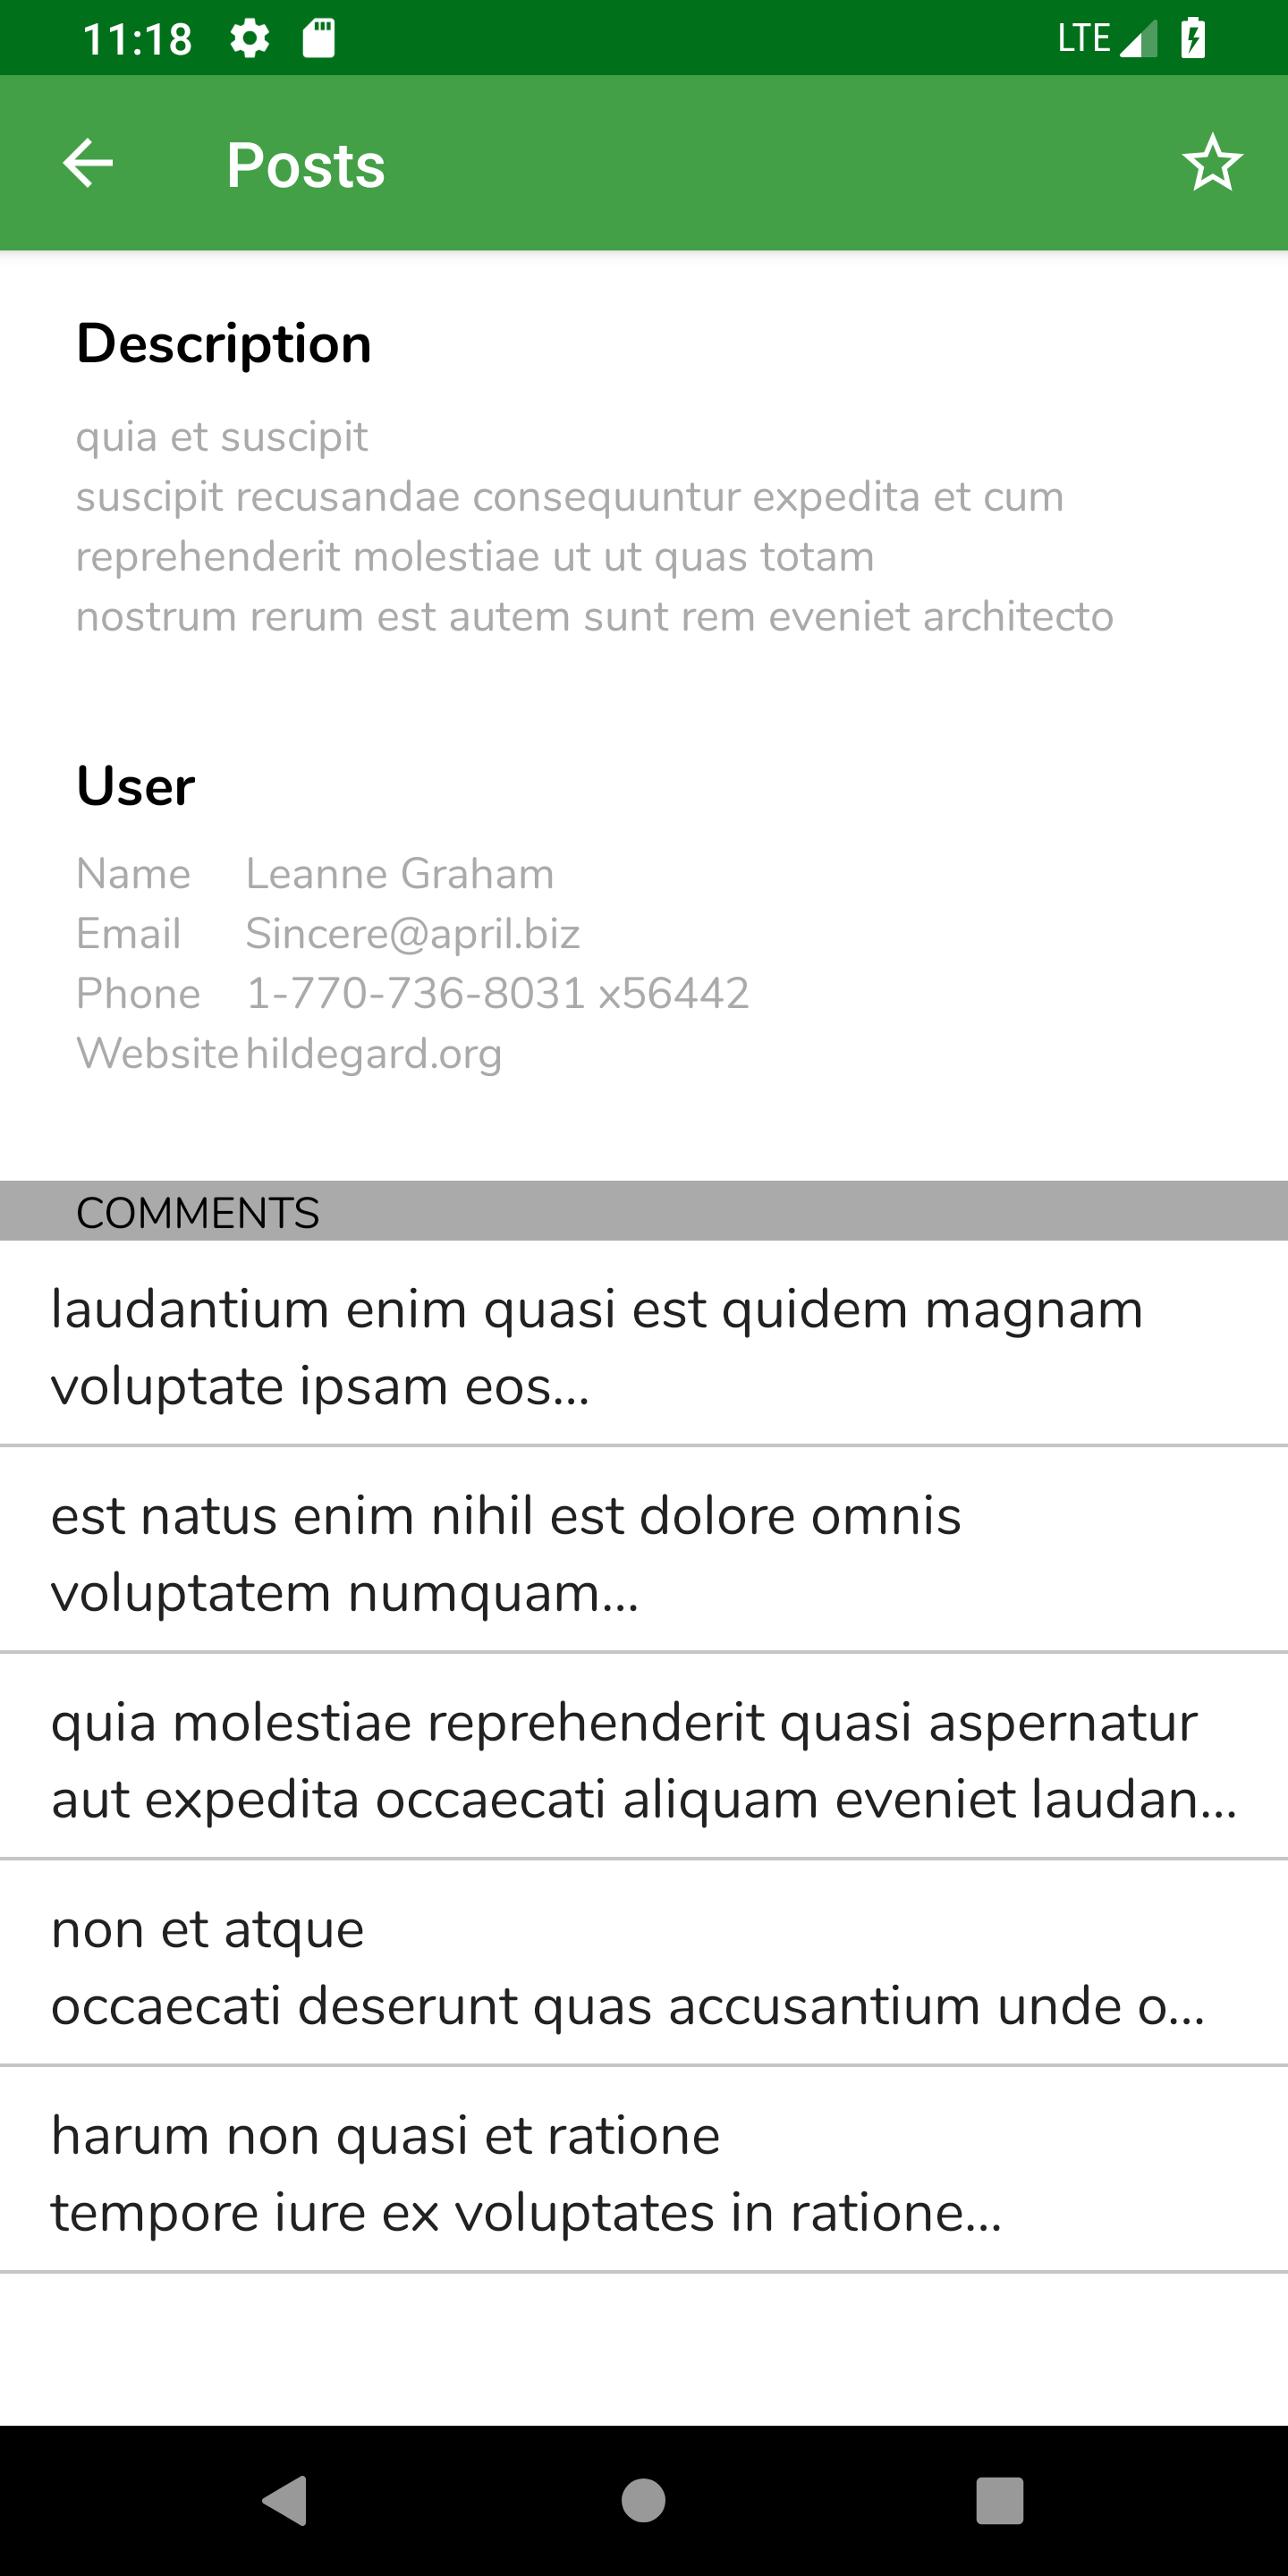 11:18
LTE
Posts
Description
quia et suscipit
suscipit recusandae consequuntur expedita et cum
reprehenderit molestiae ut ut quas totam
nostrum rerum est autem sunt rem eveniet architecto
User
Name Leanne Graham
Email Sincere@april.biz
Phone 1-770-736-8031 x56442
Website hildegard.org
COMMENTS
laudantium enim quasi est quidem magnam
voluptate ipsam eos...
est natus enim nihil est dolore omnis
voluptatem numquam...
quia molestiae reprehenderit quasi aspernatur
aut expedita occaecati aliquam eveniet laudan...
non et atque
occaecati deserunt quas accusantium unde o...
harum non quasi et ratione
tempore iure ex voluptates in ratione...